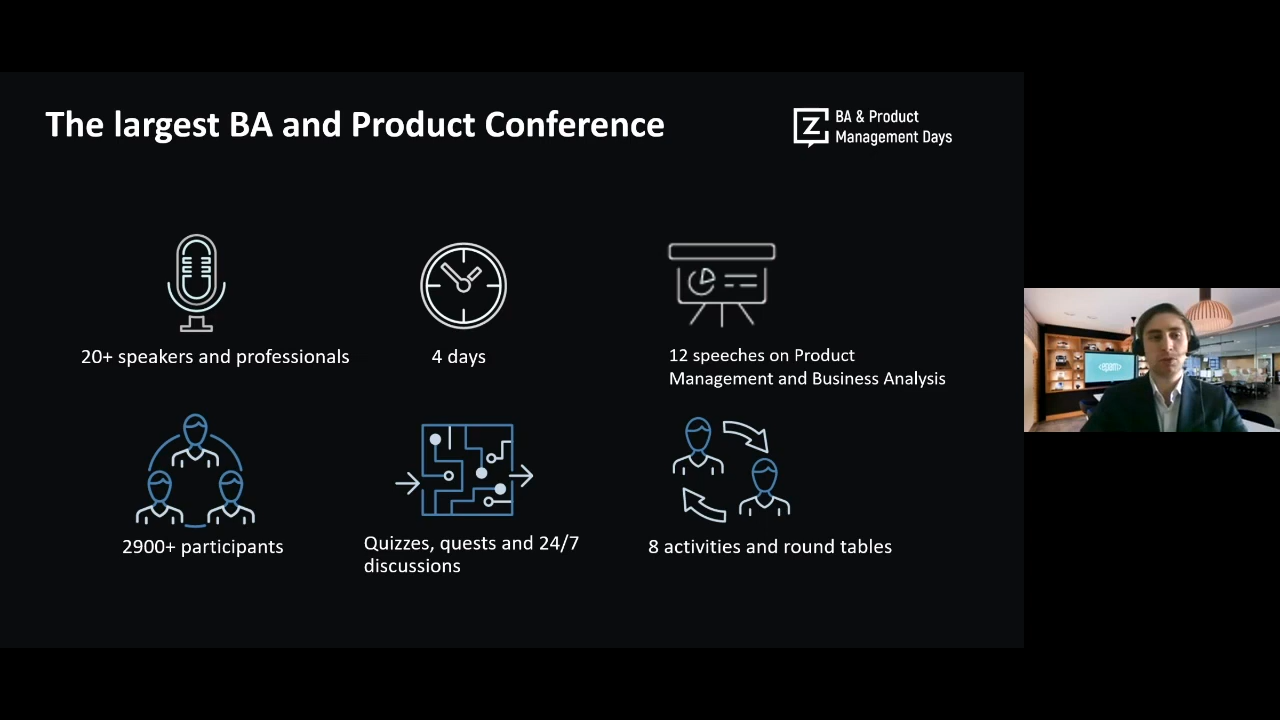 The largest BA and Product Conference
Z
BA & Product
Management Days
20+ speakers and professionals
4 days
12 speeches on Product
Management and Business Analysis
2900+ participants
Quizzes, quests and 24/7
discussions
8 activities and round tables
<epam>